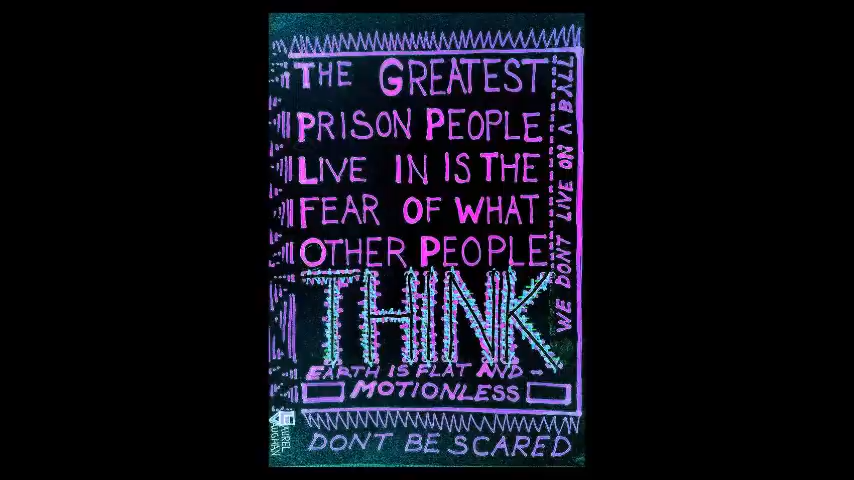 THE GREATEST
PRISON PEOPLE
LIVE IN IS THE
FEAR OF WHAT
OTHER PEOPLE
THINK
EARTH IS FLAT AND -
MOTIONLESS
DONT BE SCARED
WE DONT LIVE ON A BALL